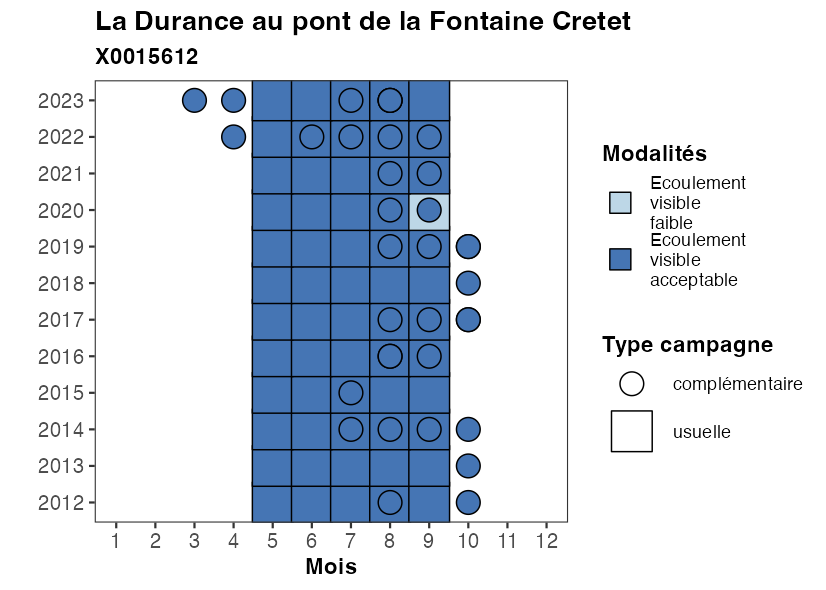 La Durance au pont de la Fontaine Cretet
X0015612
2023
2022
2021
2020
2019
2018
2017
2016
2015
2014
2013
2012
1 2 3 4 5 6 7 8 9 10 11 12
Mois
Modalités
Ecoulement
visible
faible
Ecoulement
visible
acceptable
Type campagne
complémentaire
usuelle